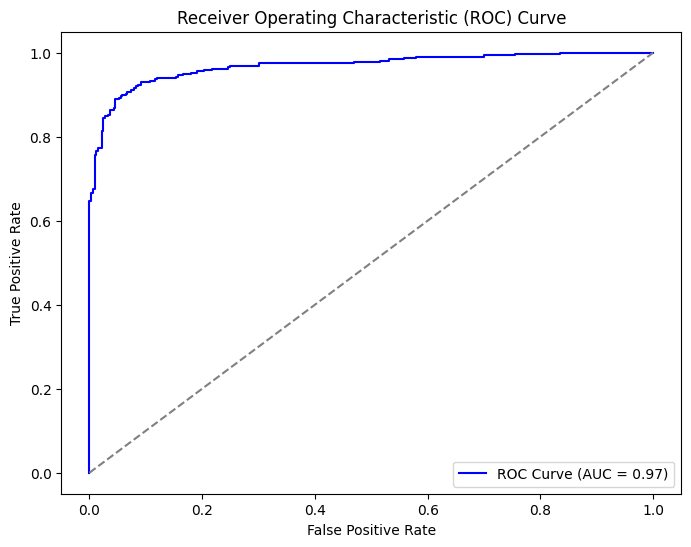 Receiver Operating Characteristic (ROC) Curve
True Positive Rate
1.0
0.8
0.6
0.4
0.2
0.0
0.0 0.2 0.4 0.6 0.8 1.0
False Positive Rate
ROC Curve (AUC = 0.97)